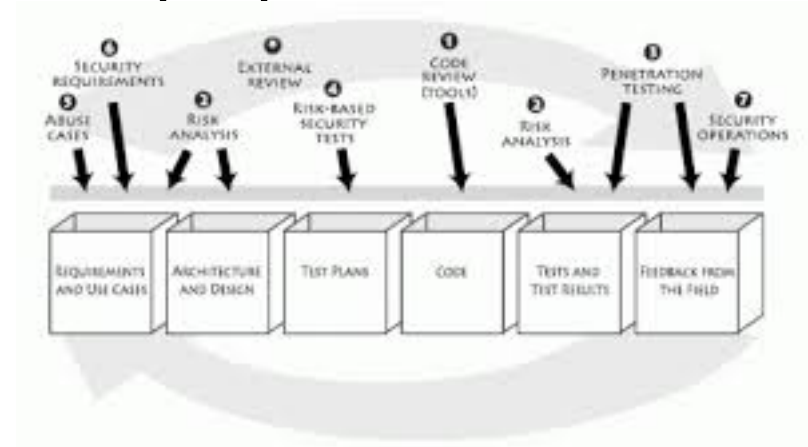 6
SECURITY
REQUIREMENTS
5
ABUSE
CASES
2
RISK
ANALYSIS
*
EXTERNAL
REVIEW
4
RISK-BASED
SECURITY
TESTS
1
CODE
REVIEW
(TOOLS)
2
RISK
ANALYSIS
3
PENETRATION
TESTING
7
SECURITY
OPERATIONS
REQUIREMENTS
AND USE CASES
ARCHITECTURE
AND DESIGN
TEST PLANS
CODE
TESTS AND
TEST RESULTS
FEEDBACK FROM
THE FIELD